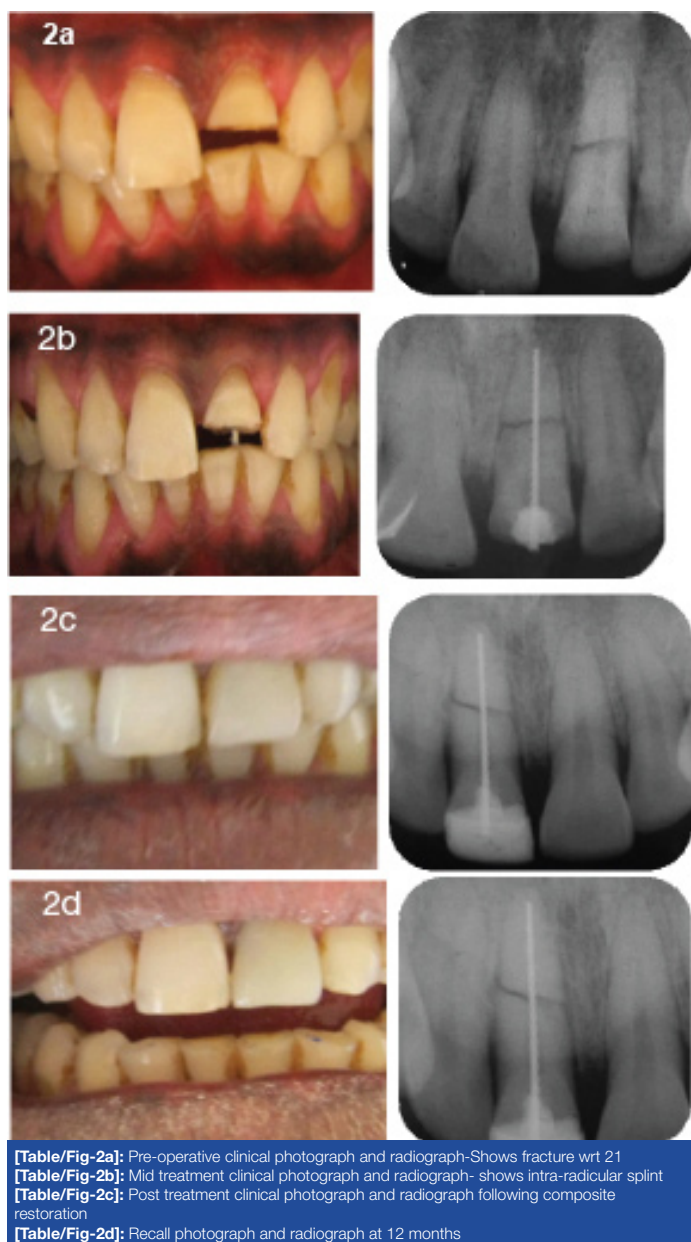 2a
2b
2c
2d
[Table/Fig-2a]: Pre-operative clinical photograph and radiograph-Shows fracture wrt 21
[Table/Fig-2b]: Mid treatment clinical photograph and radiograph- shows intra-radicular splint
[Table/Fig-2c]: Post treatment clinical photograph and radiograph following composite
restoration
[Table/Fig-2d]: Recall photograph and radiograph at 12 months